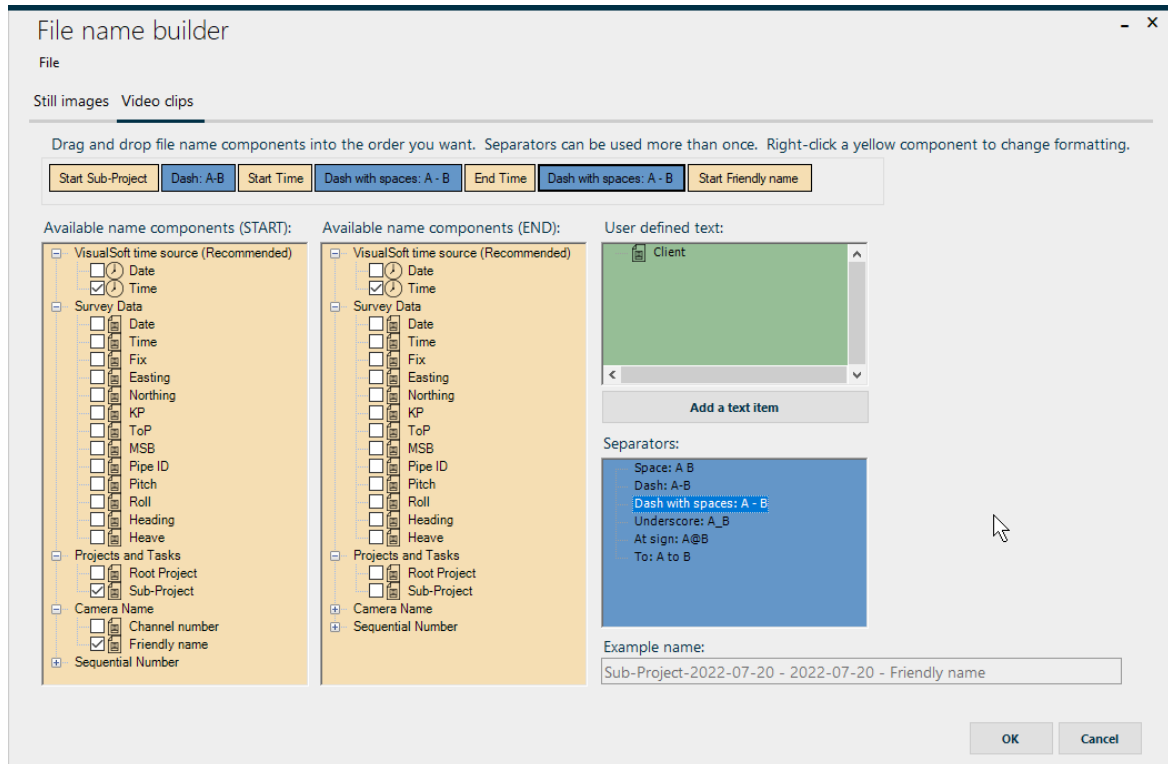 File name builder
File
Still images Video clips
Drag and drop file name components into the order you want. Separators can be used more than once. Right-click a yellow component to change formatting.
Start Sub-Project Dash: A-B Start Time Dash with spaces: A - B End Time Dash with spaces: A - B Start Friendly name
Available name components (START):
VisualSoft time source (Recommended)
Date
Time
Survey Data
Date
Time
Fix
Easting
Northing
KP
ToP
MSB
Pipe ID
Pitch
Roll
Heading
Heave
Projects and Tasks
Root Project
Sub-Project
Camera Name
Channel number
Friendly name
Sequential Number
Available name components (END):
VisualSoft time source (Recommended)
Date
Time
Survey Data
Date
Time
Fix
Easting
Northing
KP
ToP
MSB
Pipe ID
Pitch
Roll
Heading
Heave
Projects and Tasks
Root Project
Sub-Project
Camera Name
Sequential Number
User defined text:
Client
Add a text item
Separators:
Space: A B
Dash: A-B
Dash with spaces: A - B
Underscore: A_B
At sign: A@B
To: A to B
Example name:
Sub-Project-2022-07-20 - 2022-07-20 - Friendly name
OK Cancel